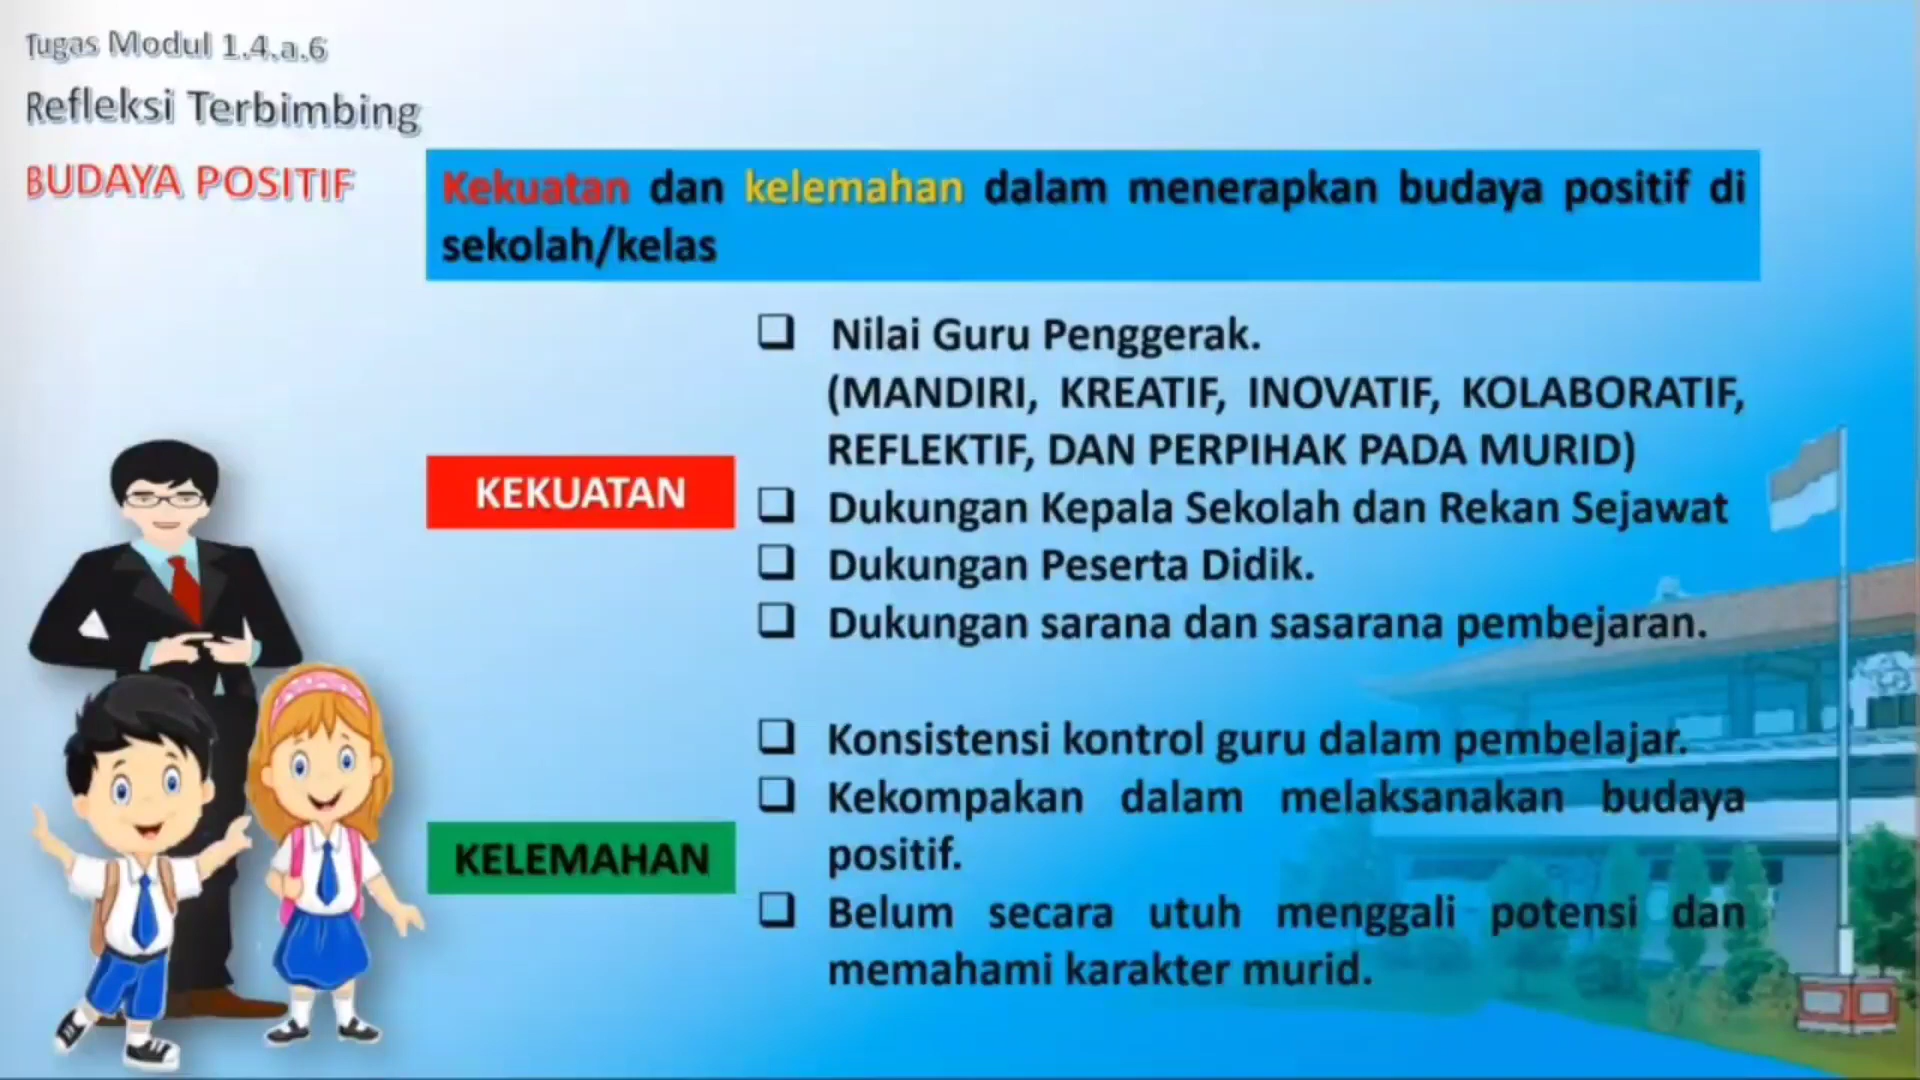 Tugas Modul 1.4.a.6
Refleksi Terbimbing
BUDAYA POSITIF
Kekuatan dan kelemahan dalam menerapkan budaya positif di
sekolah/kelas
KEKUATAN
❑ Nilai Guru Penggerak.
(MANDIRI, KREATIF, INOVATIF, KOLABORATIF,
REFLEKTIF, DAN PERPIHAK PADA MURID)
❑ Dukungan Kepala Sekolah dan Rekan Sejawat
❑ Dukungan Peserta Didik.
❑ Dukungan sarana dan sasarana pembejaran.
KELEMAHAN
❑ Konsistensi kontrol guru dalam pembelajar.
❑ Kekompakan dalam melaksanakan budaya
positif.
❑ Belum secara utuh menggali potensi dan
memahami karakter murid.